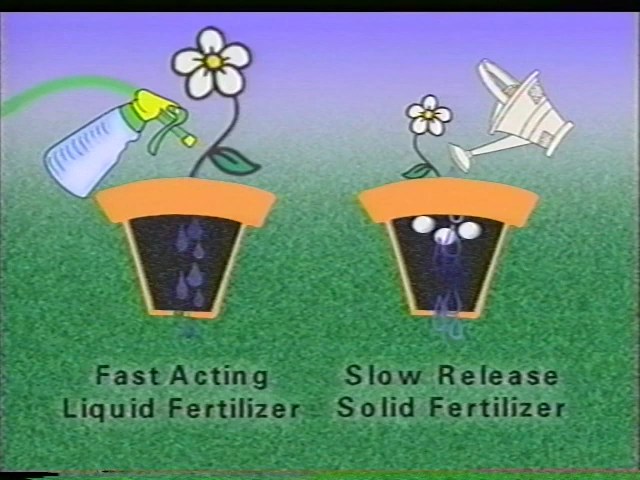 Fast Acting
Liquid Fertilizer
Slow Release
Solid Fertilizer